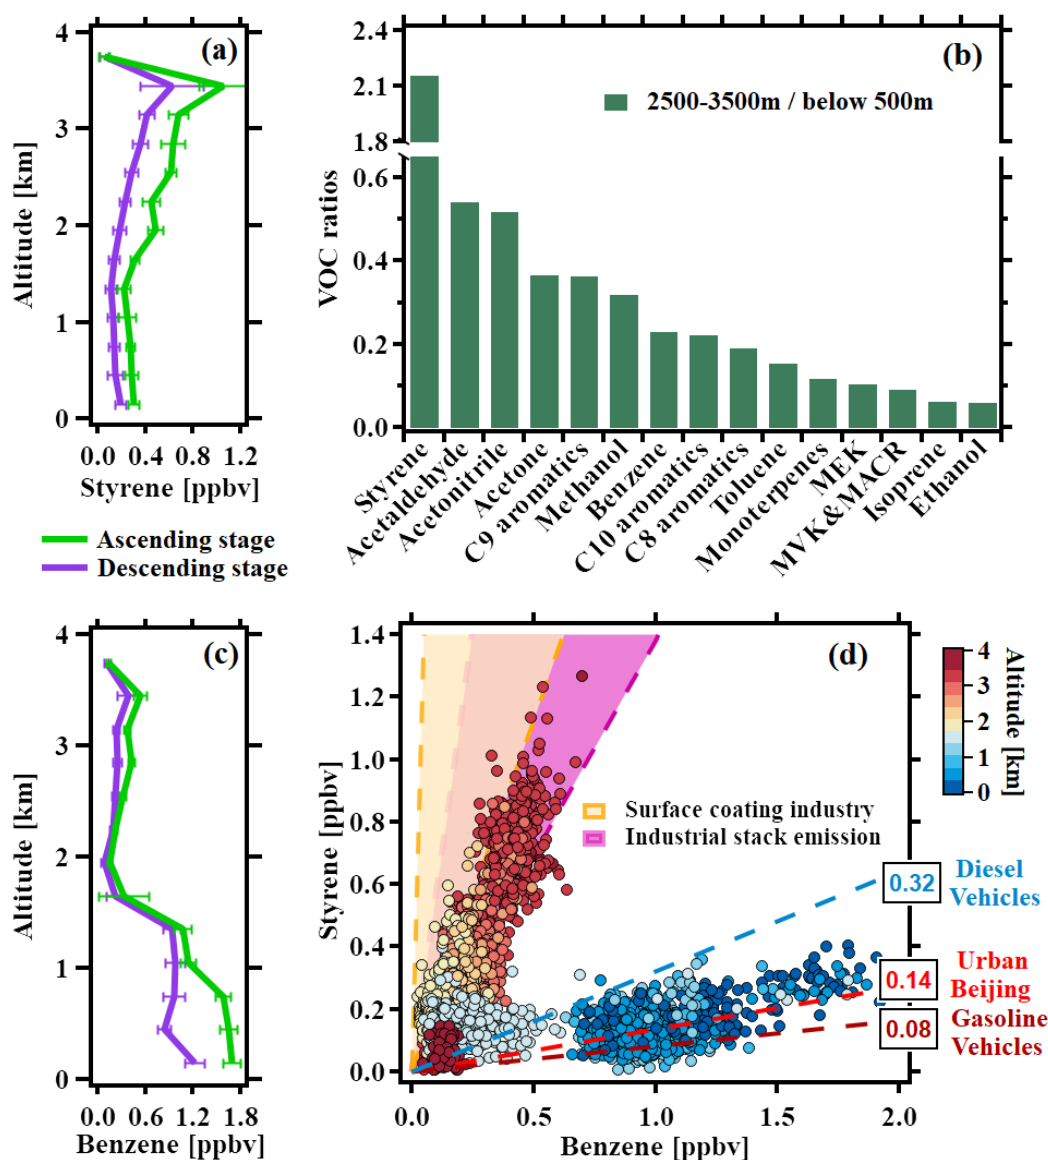 (a)
4
3
2
1
0
Altitude [km]
0.0 0.4 0.8 1.2
Styrene [ppbv]
(b)
2500-3500m / below 500m
2.4
2.1
1.8
0.6
0.4
0.2
0.0
VOC ratios
Styrene
Acetaldehyde
Acetonitrile
Acetone
C9 aromatics
Methanol
Benzene
C10 aromatics
C8 aromatics
Toluene
Monoterpenes
MEK
MVK&MACR
Isoprene
Ethanol
Ascending stage
Descending stage
(c)
4
3
2
1
0
Altitude [km]
0.0 0.6 1.2 1.8
Benzene [ppbv]
(d)
1.4
1.2
1.0
0.8
0.6
0.4
0.2
0.0
Styrene [ppbv]
0.0 0.5 1.0 1.5 2.0
Benzene [ppbv]
Surface coating industry
Industrial stack emission
4
3
2
1
0
Altitude [km]
0.32
Diesel
Vehicles
0.14
Urban
Beijing
0.08
Gasoline
Vehicles